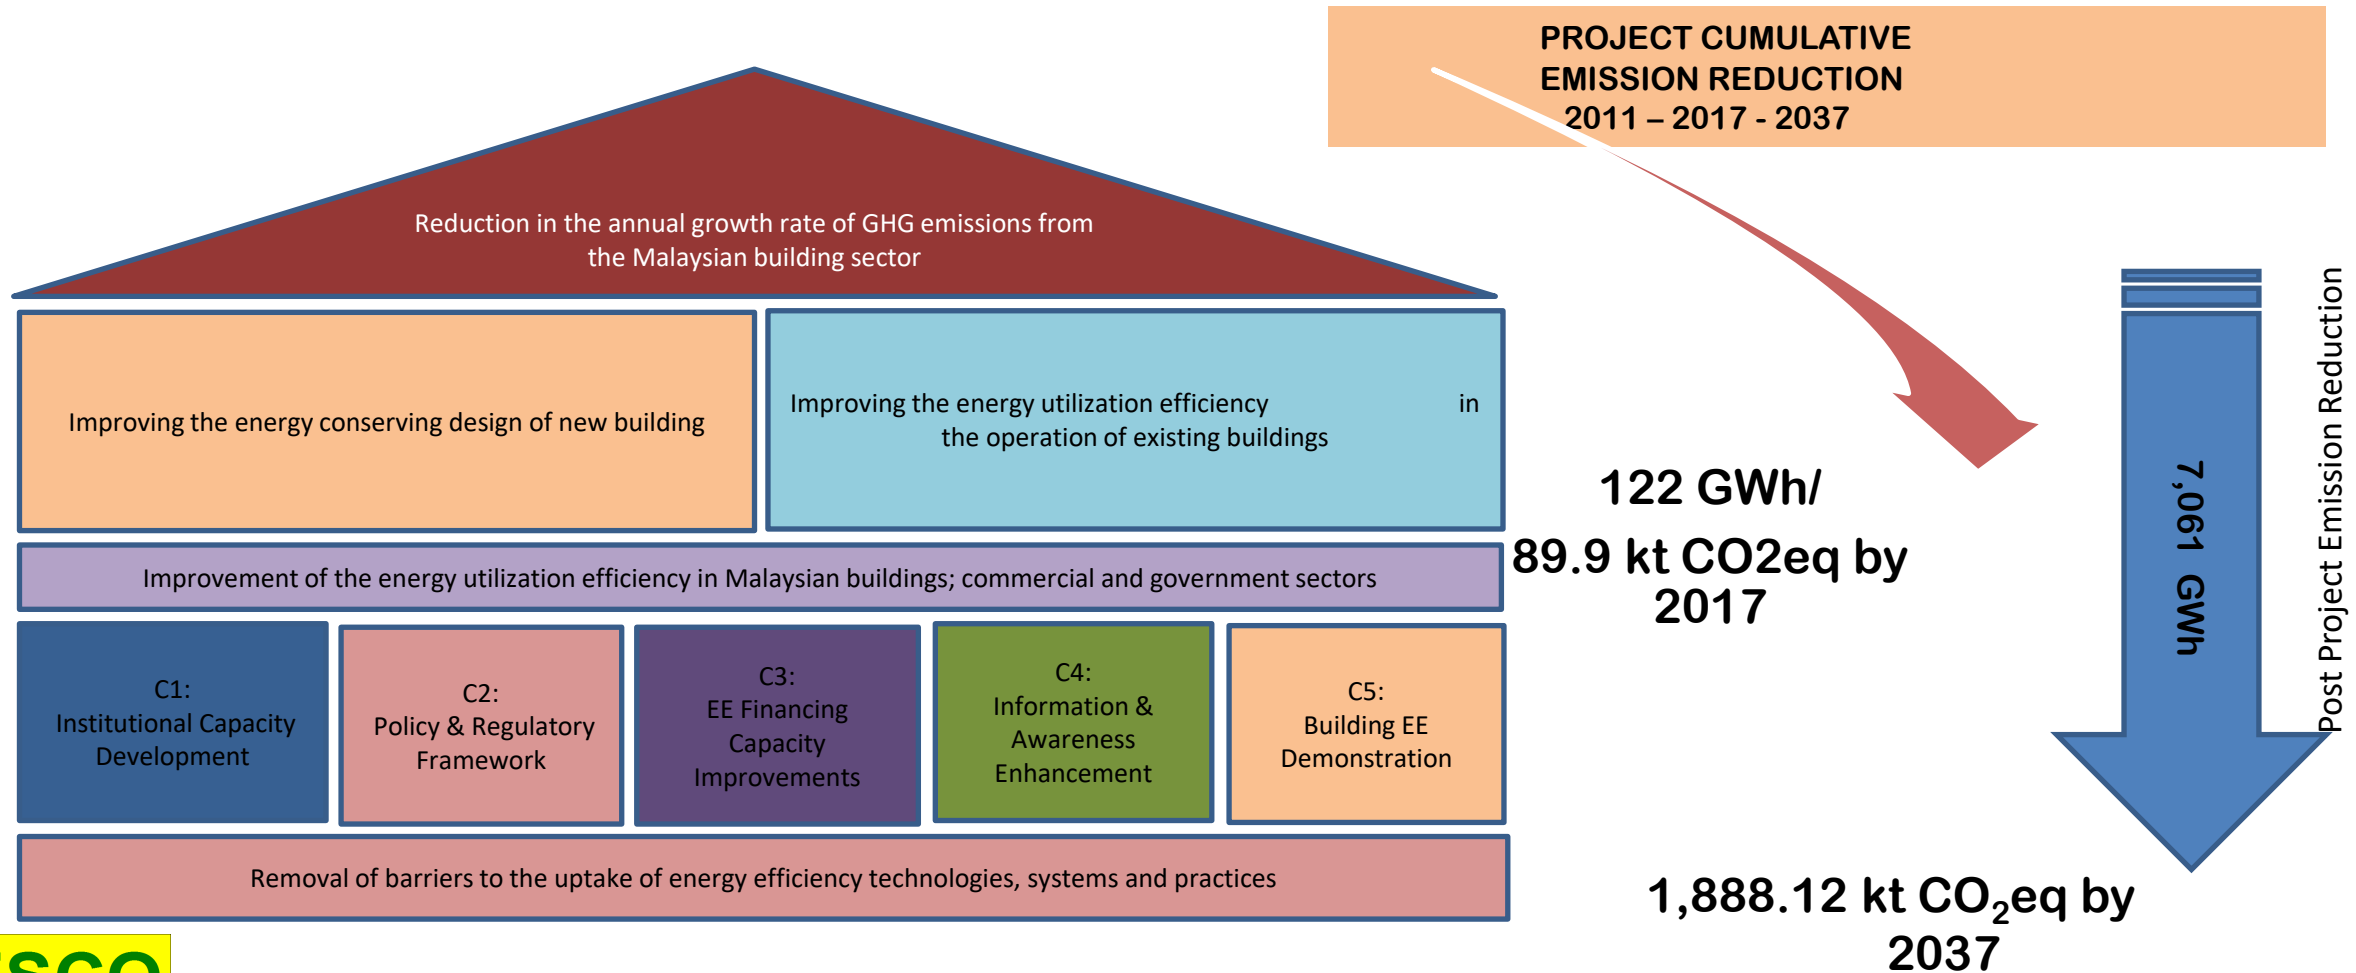 PROJECT CUMULATIVE
EMISSION REDUCTION
2011 – 2017 - 2037
Reduction in the annual growth rate of GHG emissions from
the Malaysian building sector
Improving the energy conserving design of new building
Improving the energy utilization efficiency in
the operation of existing buildings
122 GWh/
89.9 kt CO2eq by
2017
7,061 GWh
Post Project Emission Reduction
Improvement of the energy utilization efficiency in Malaysian buildings; commercial and government sectors
C1:
Institutional Capacity
Development
C2:
Policy & Regulatory
Framework
C3:
EE Financing
Capacity
Improvements
C4:
Information &
Awareness
Enhancement
C5:
Building EE
Demonstration
Removal of barriers to the uptake of energy efficiency technologies, systems and practices
1,888.12 kt CO₂eq by
2037